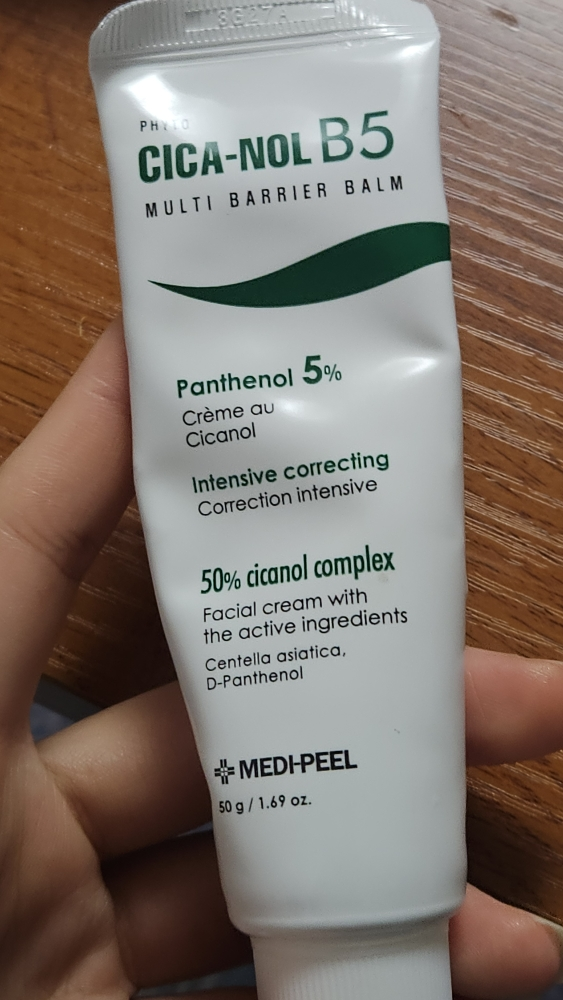 PHYTO
CICA-NOL B5
MULTI BARRIER BALM
Panthenol 5%
Crème au
Cicanol
Intensive correcting
Correction intensive
50% cicanol complex
Facial cream with
the active ingredients
Centella asiatica,
D-Panthenol
MEDI-PEEL
50 g / 1.69 oz.